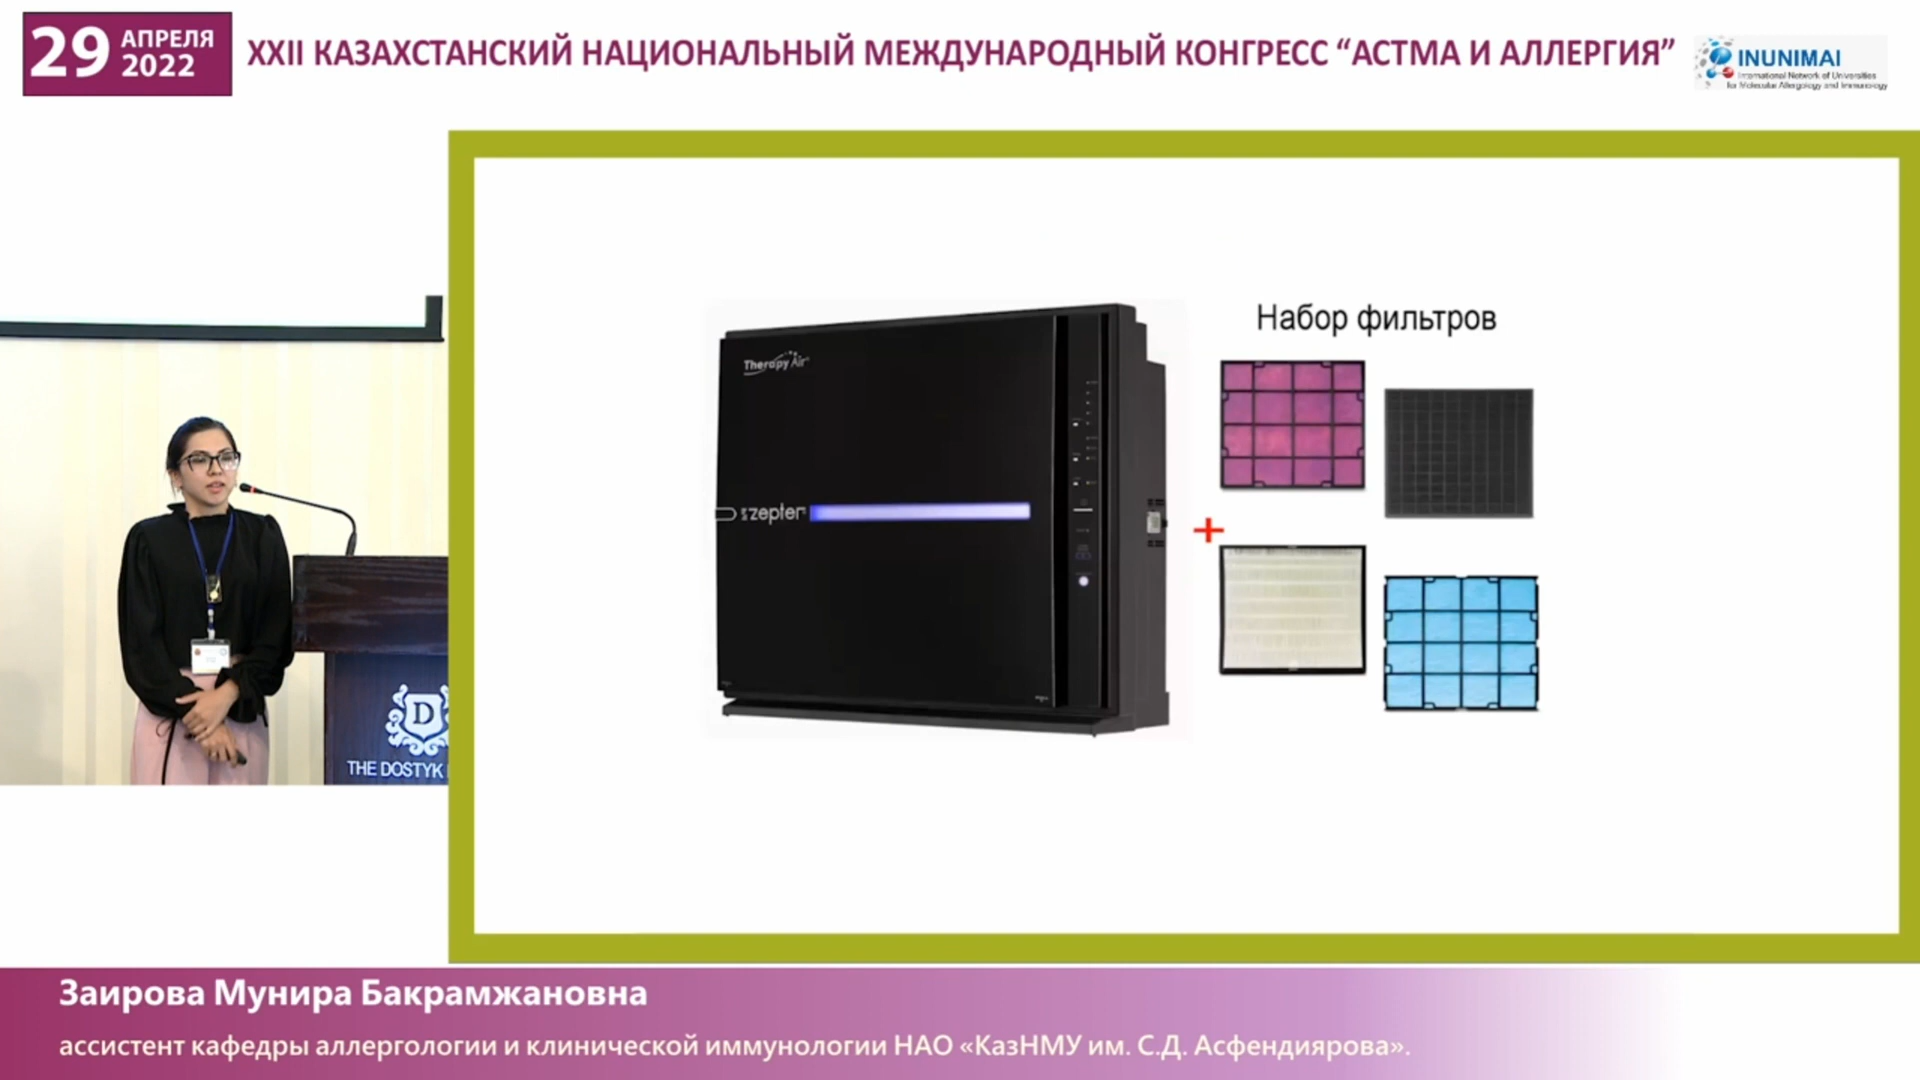 29 АПРЕЛЯ 2022
XXII КАЗАХСТАНСКИЙ НАЦИОНАЛЬНЫЙ МЕЖДУНАРОДНЫЙ КОНГРЕСС “АСТМА И АЛЛЕРГИЯ”
INUNIMAI
International Network of Universities
for Molecular Allergology and Immunology
Набор фильтров
Therapy Air
zepter
D
THE DOSTYK
Заирова Мунира Бакрамжановна
ассистент кафедры аллергологии и клинической иммунологии НАО «КазНМУ им. С.Д. Асфендиярова».